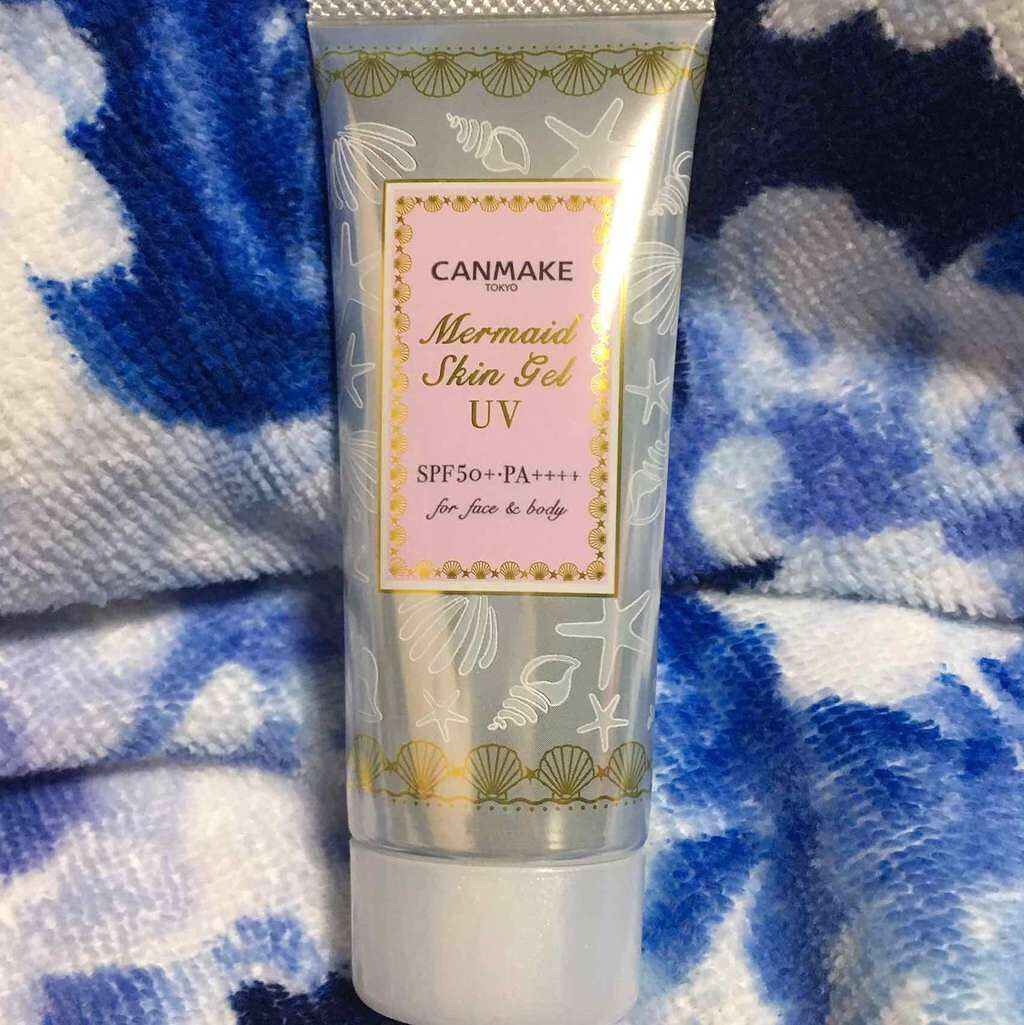 CANMAKE
TOKYO
Mermaid
Skin Gel
UV
SPF50+·PA++++
for face & body